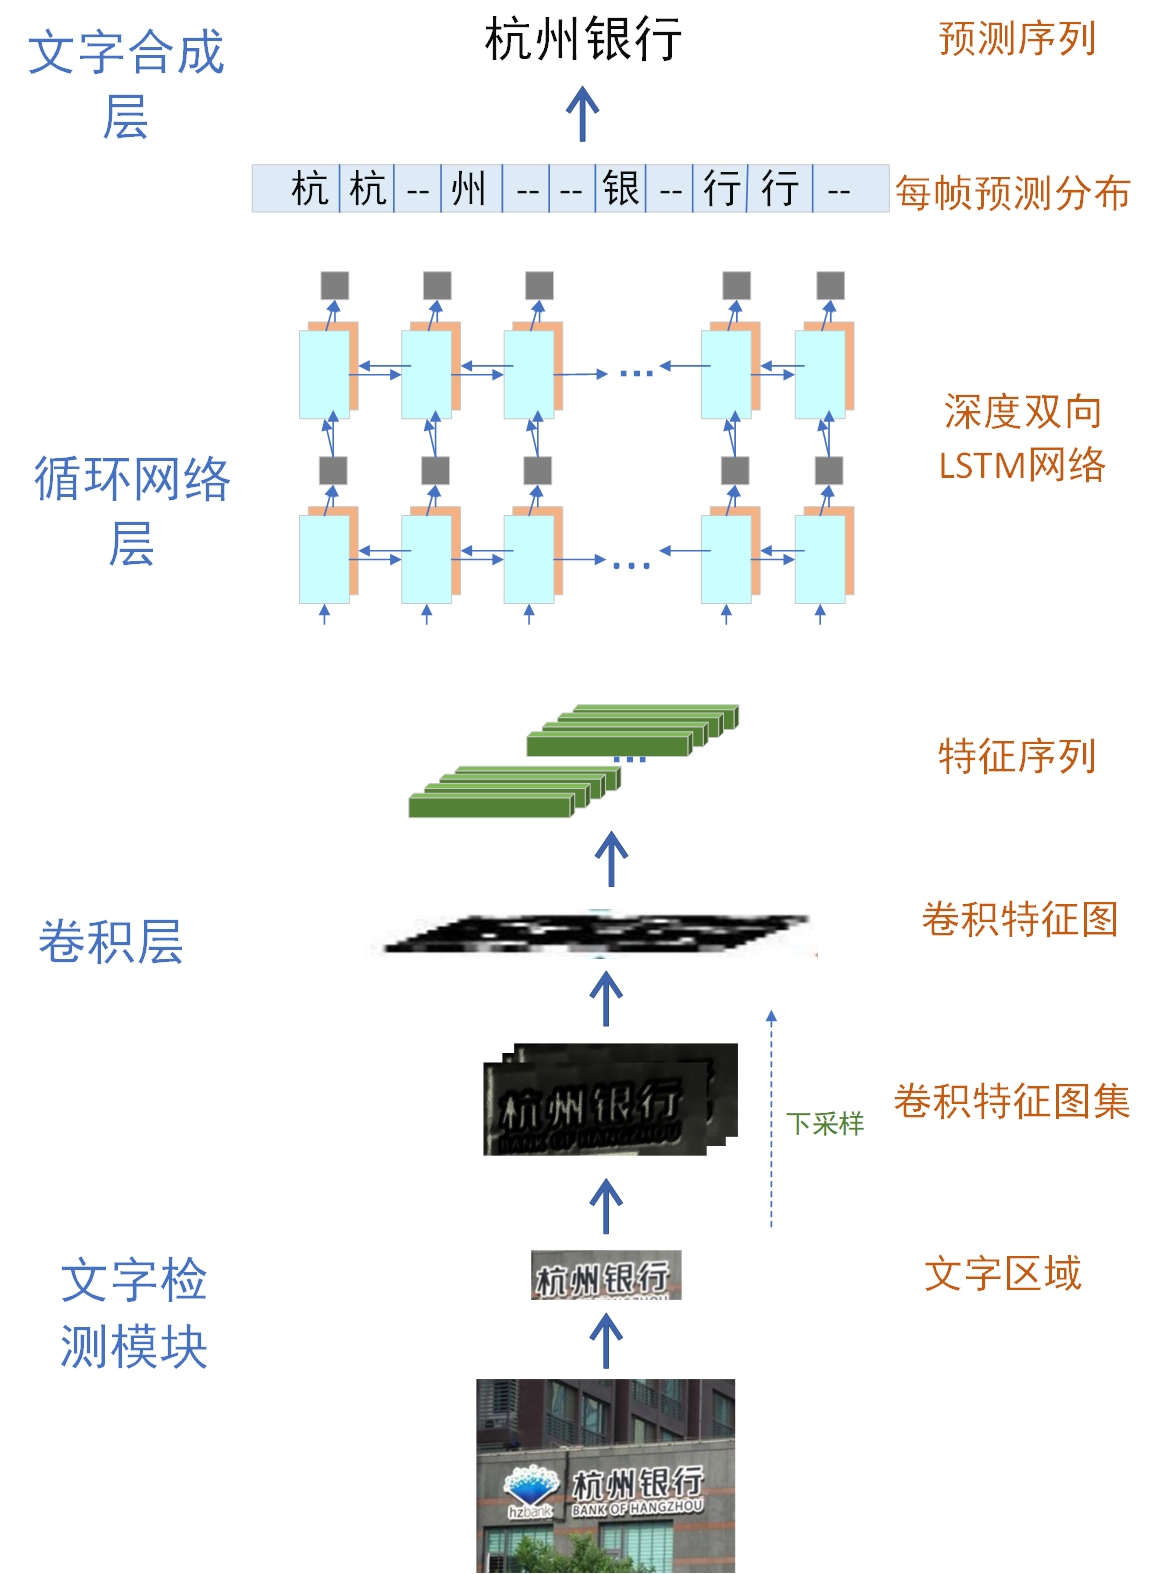 文字合成
层
杭州银行
预测序列
杭 杭 -- 州 -- -- 银 -- 行 行 --
每帧预测分布
循环网络
层
深度双向
LSTM网络
特征序列
卷积层
卷积特征图
杭州银行
BANK OF HANGZHOU
下采样
卷积特征图集
文字检
测模块
杭州银行
文字区域
杭州银行
BANK OF HANGZHOU
hzbank